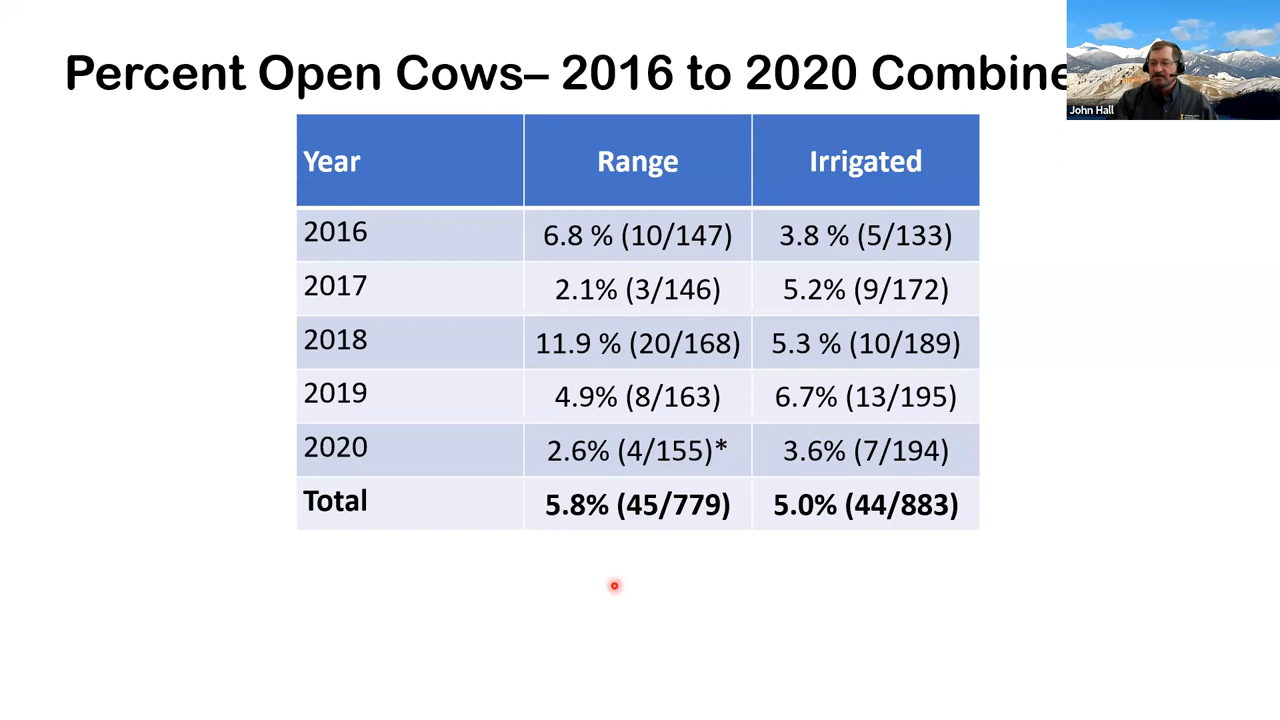 Percent Open Cows– 2016 to 2020 Combine
John Hall
Year Range Irrigated
2016 6.8 % (10/147) 3.8 % (5/133)
2017 2.1% (3/146) 5.2% (9/172)
2018 11.9 % (20/168) 5.3 % (10/189)
2019 4.9% (8/163) 6.7% (13/195)
2020 2.6% (4/155)* 3.6% (7/194)
Total 5.8% (45/779) 5.0% (44/883)